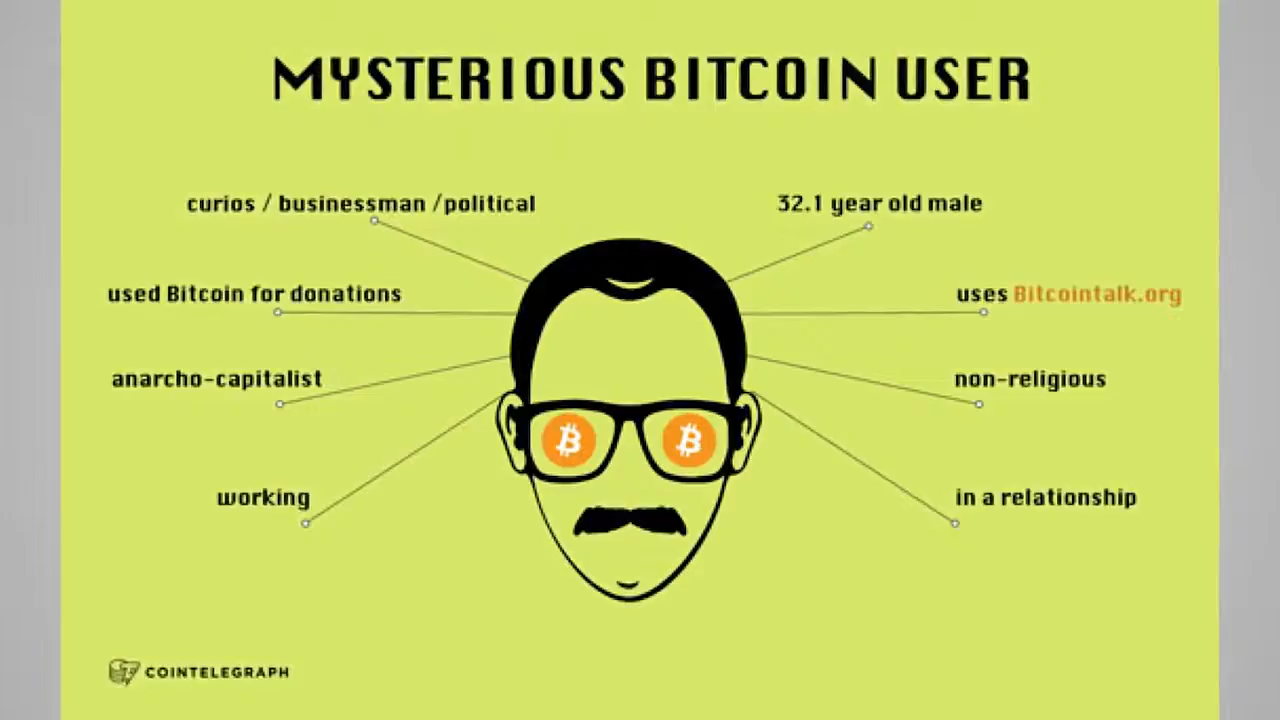 MYSTERIOUS BITCOIN USER
curios / businessman /political
32.1 year old male
used Bitcoin for donations
uses Bitcointalk.org
anarcho-capitalist
non-religious
working
in a relationship
COINTELEGRAPH